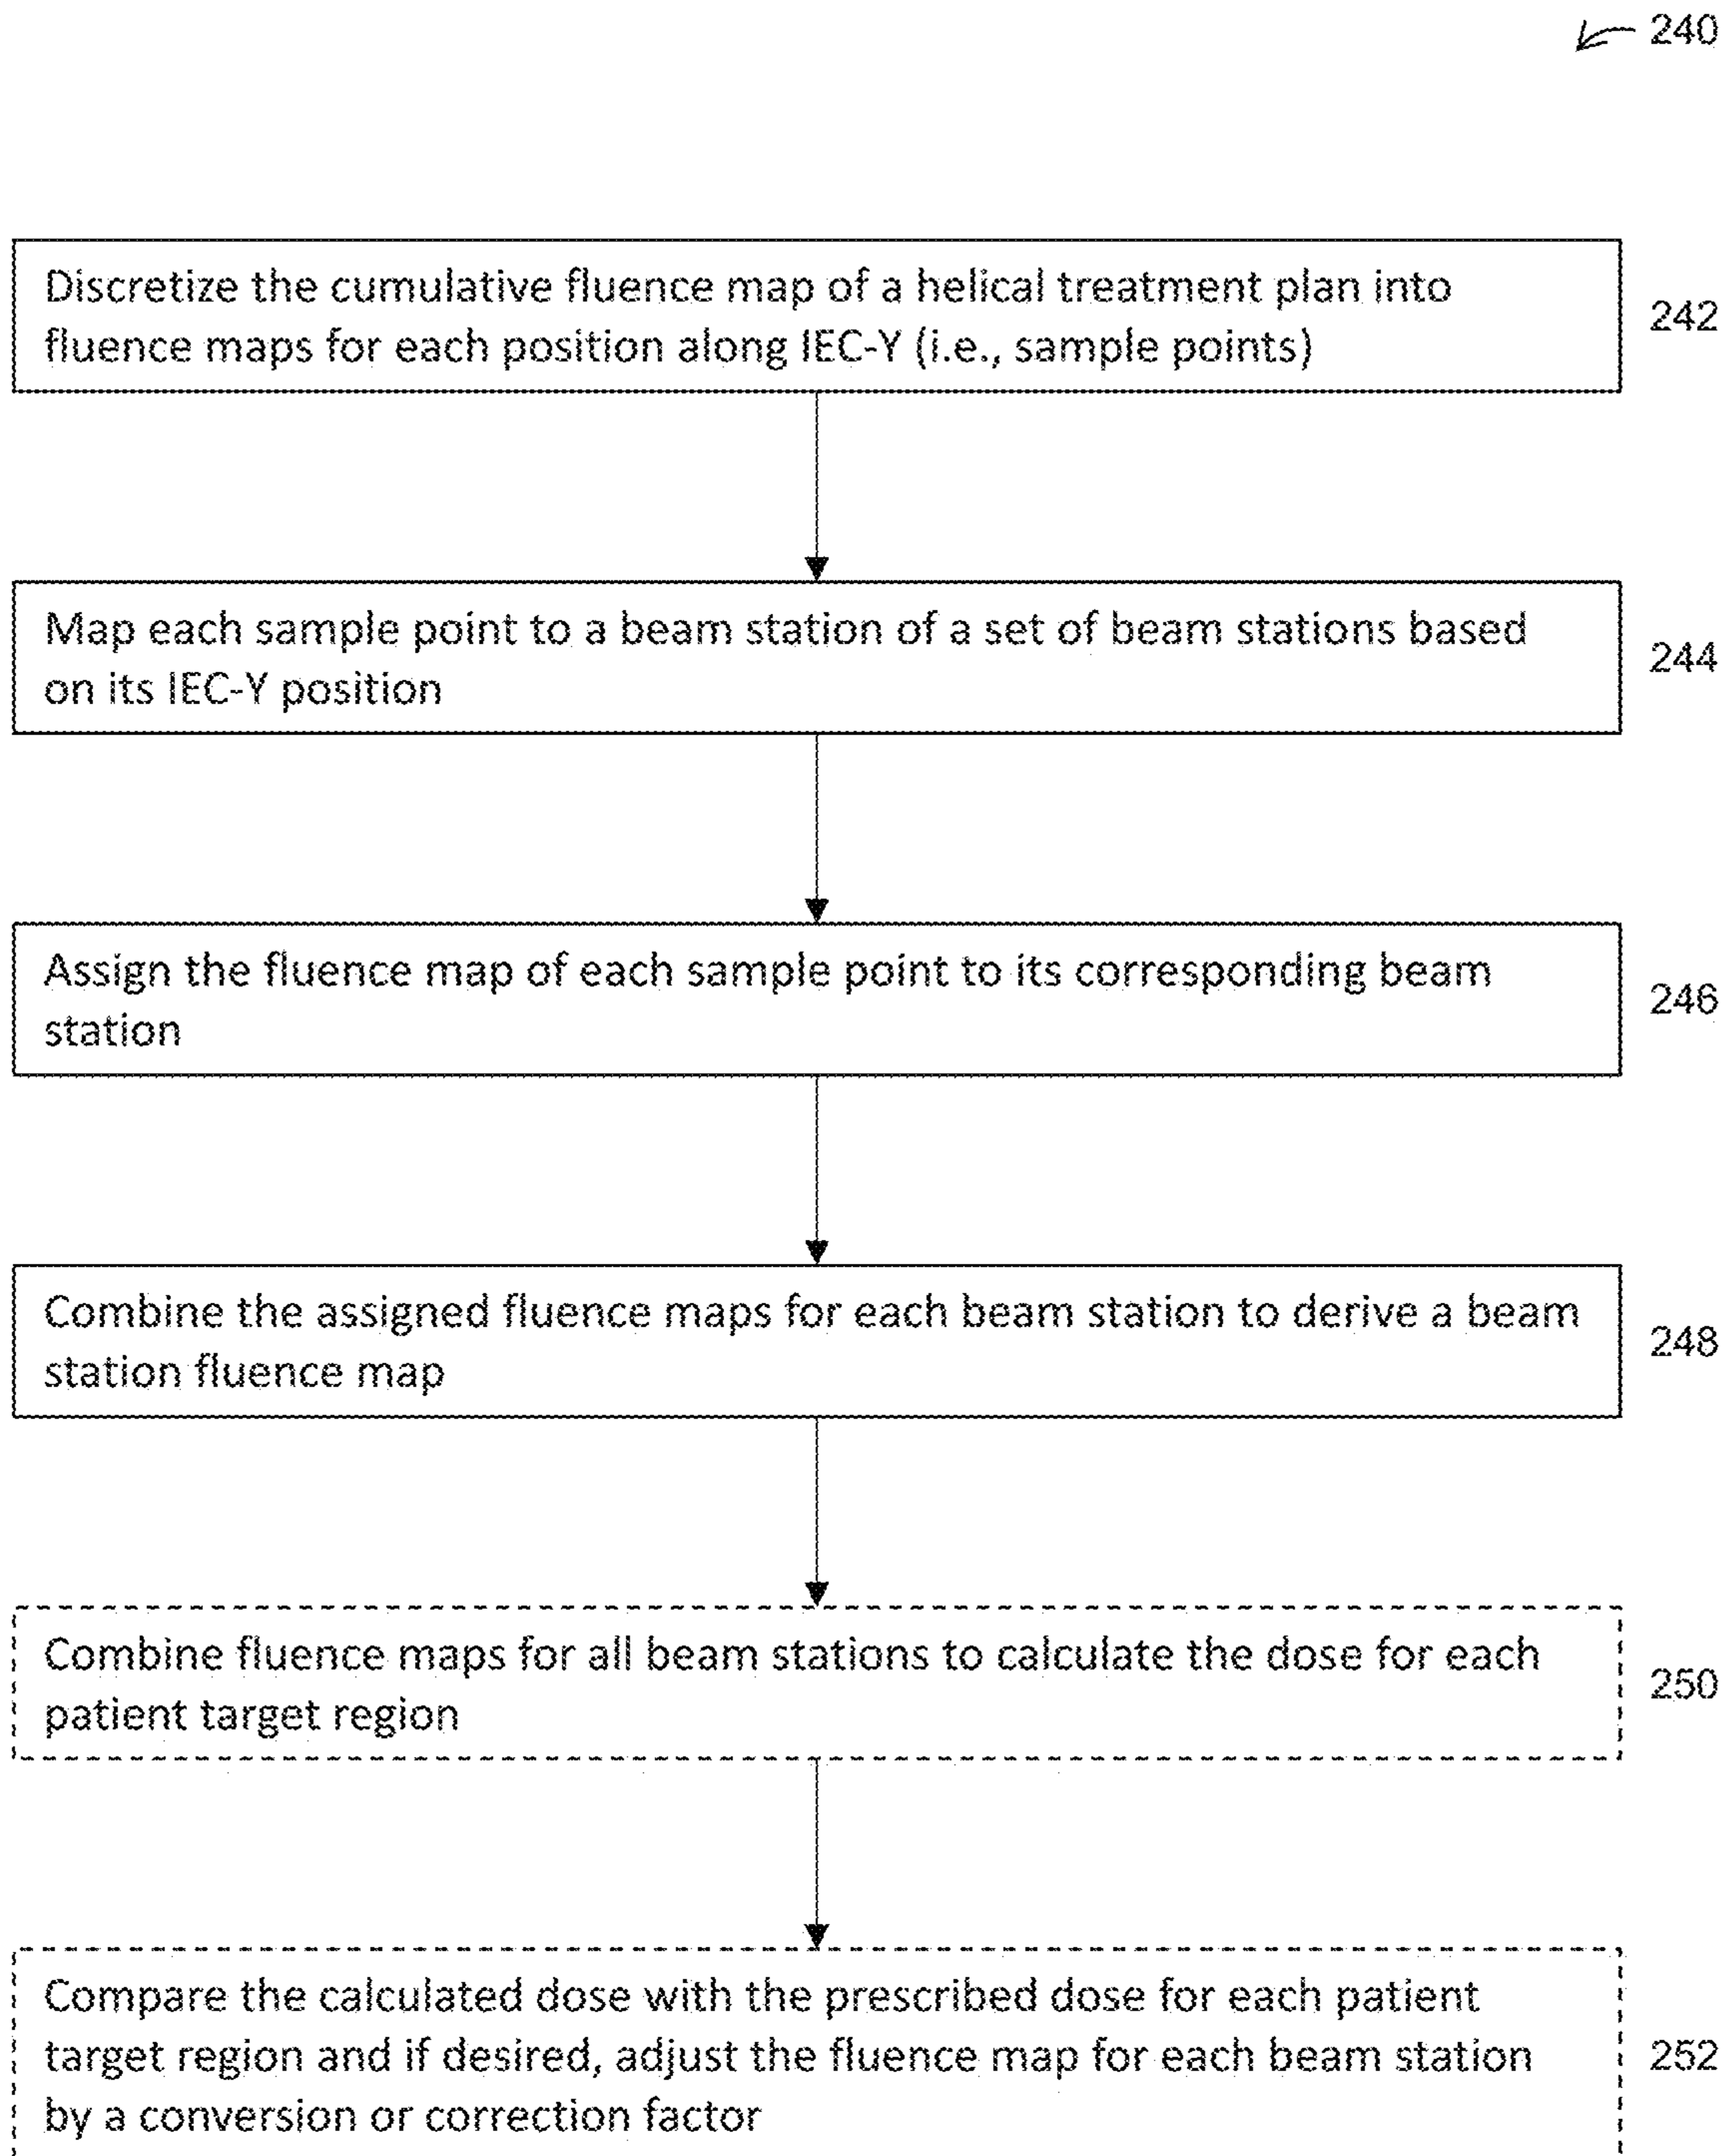 240
Discretize the cumulative fluence map of a helical treatment plan into
fluence maps for each position along IEC-Y (i.e., sample points)
242
Map each sample point to a beam station of a set of beam stations based
on its IEC-Y position
244
Assign the fluence map of each sample point to its corresponding beam
station
246
Combine the assigned fluence maps for each beam station to derive a beam
station fluence map
248
Combine fluence maps for all beam stations to calculate the dose for each
patient target region
250
Compare the calculated dose with the prescribed dose for each patient
target region and if desired, adjust the fluence map for each beam station
by a conversion or correction factor
252